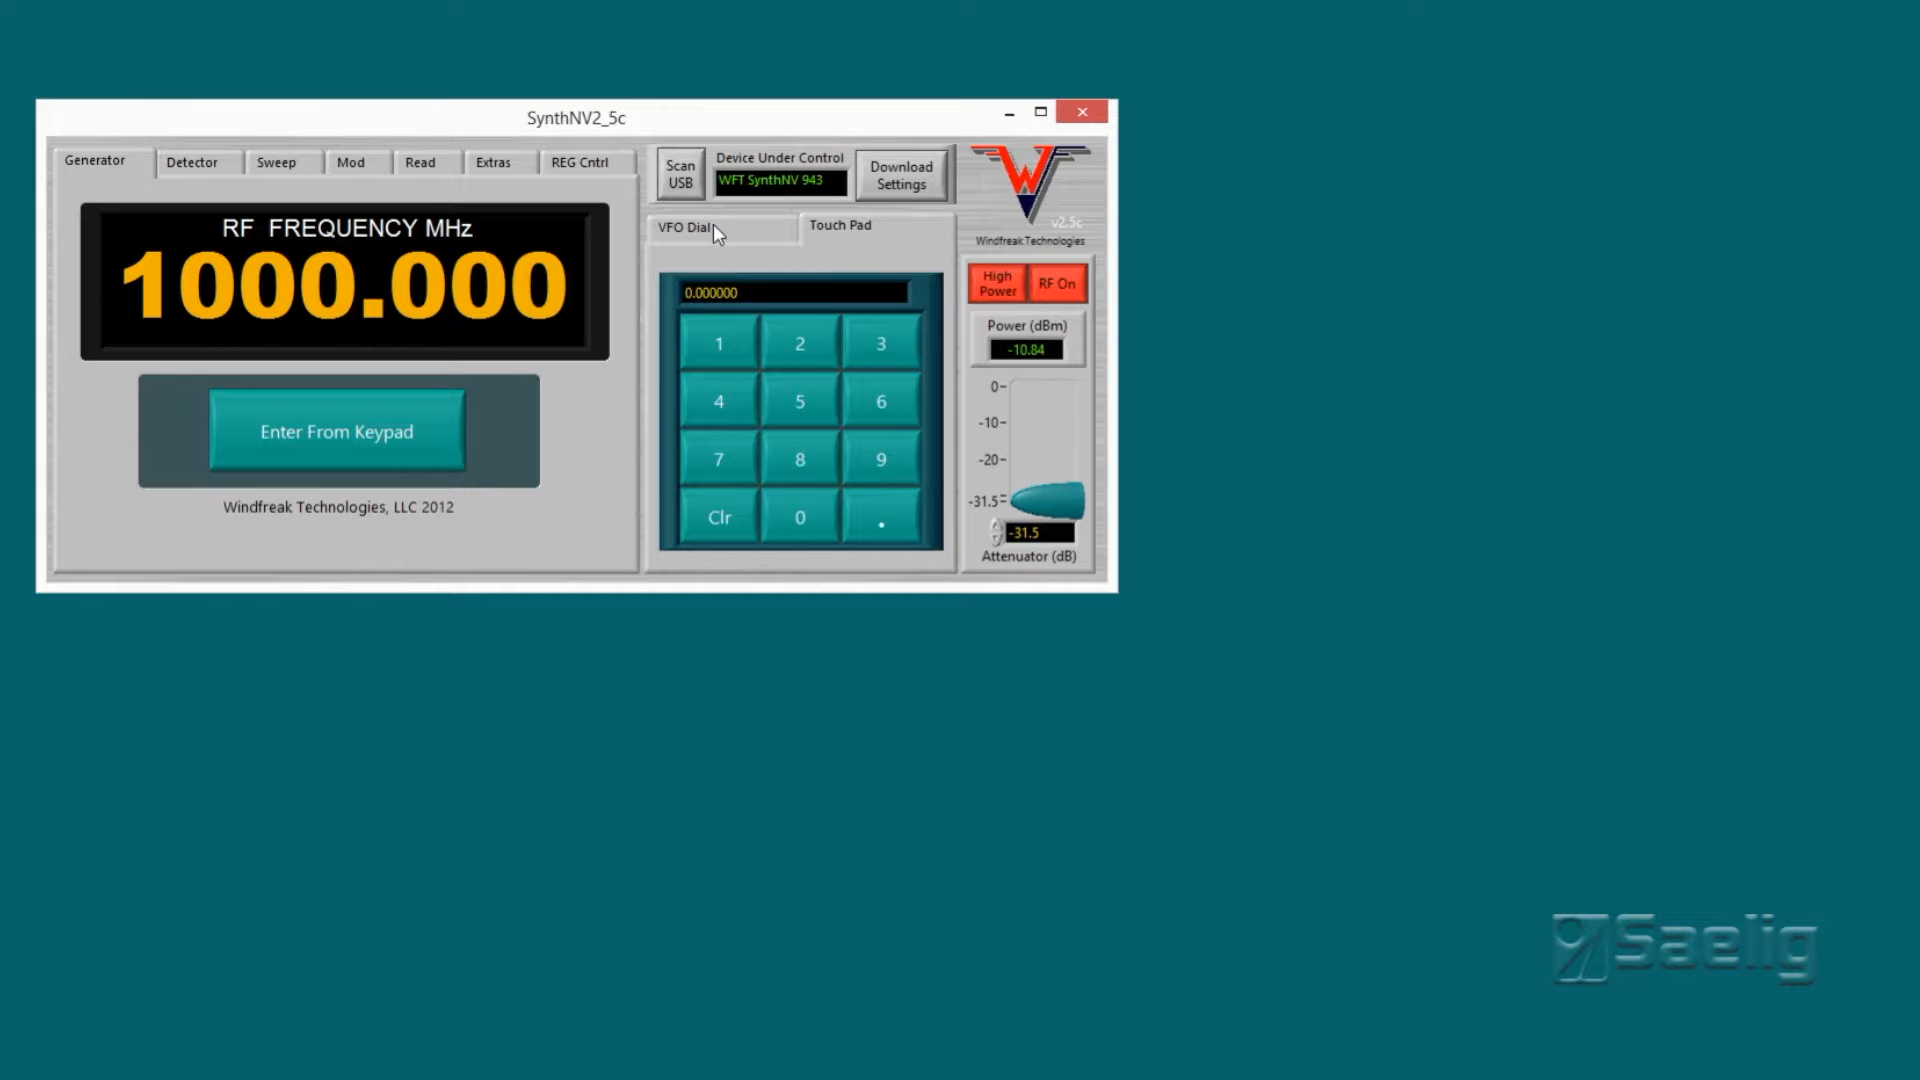 SynthNV2_5c
Generator
Detector
Sweep
Mod
Read
Extras
REG Cntrl
RF FREQUENCY MHz
1000.000
Enter From Keypad
Windfreak Technologies, LLC 2012
Scan
USB
Device Under Control
WFT SynthNV 943
Download
Settings
VFO Dial
Touch Pad
0.000000
1
2
3
4
5
6
7
8
9
Clr
0
.
W
v2.5c
Windfreak Technologies
High
Power
RF On
Power (dBm)
-10.84
0-
-10-
-20-
-31.5-
-31.5
Attenuator (dB)
Saelig